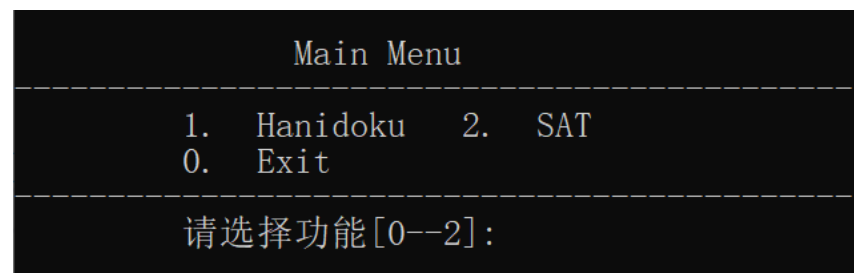 Main Menu
1. Hanidoku 2. SAT
0. Exit
请选择功能[0--2]: